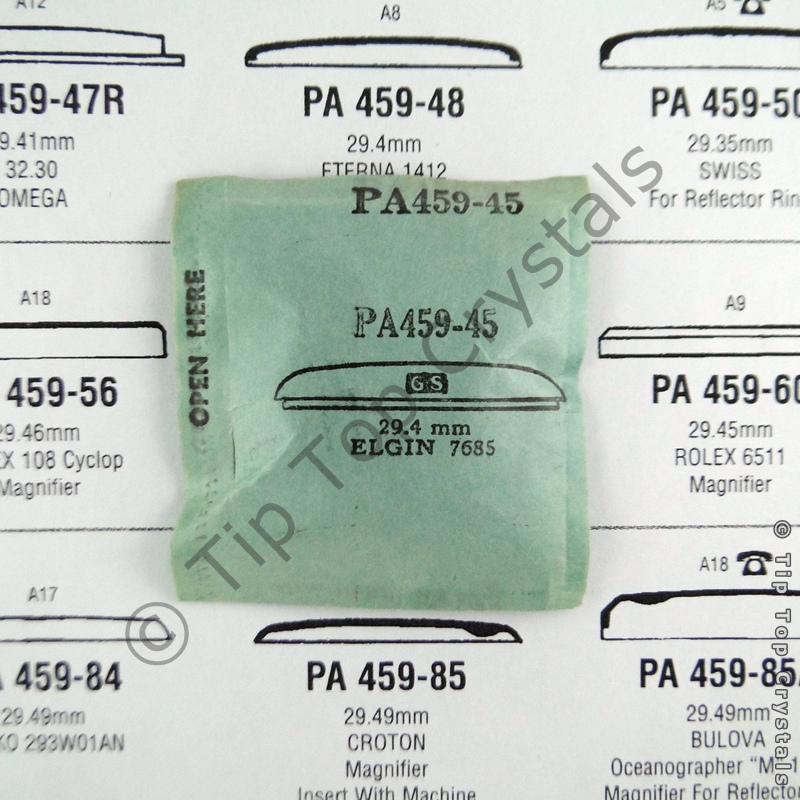 A12
459-47R
9.41mm
32.30
OMEGA
A8
PA 459-48
29.4mm
ETERNA 1412
A5
PA 459-50
29.35mm
SWISS
For Reflector Rin
PA459-45
OPEN HERE
PA459-45
GS
29.4 mm
ELGIN 7685
A18
459-56
29.46mm
EX 108 Cyclop
Magnifier
A9
PA 459-60
29.45mm
ROLEX 6511
Magnifier
A17
459-84
29.49mm
KO 293W01AN
PA 459-85
29.49mm
CROTON
Magnifier
Insert With Machine
A18
PA 459-85
29.49mm
BULOVA
Oceanographer "M-1
Magnifier For Reflector
© Tip Top Crystals
© Tip Top Crystals